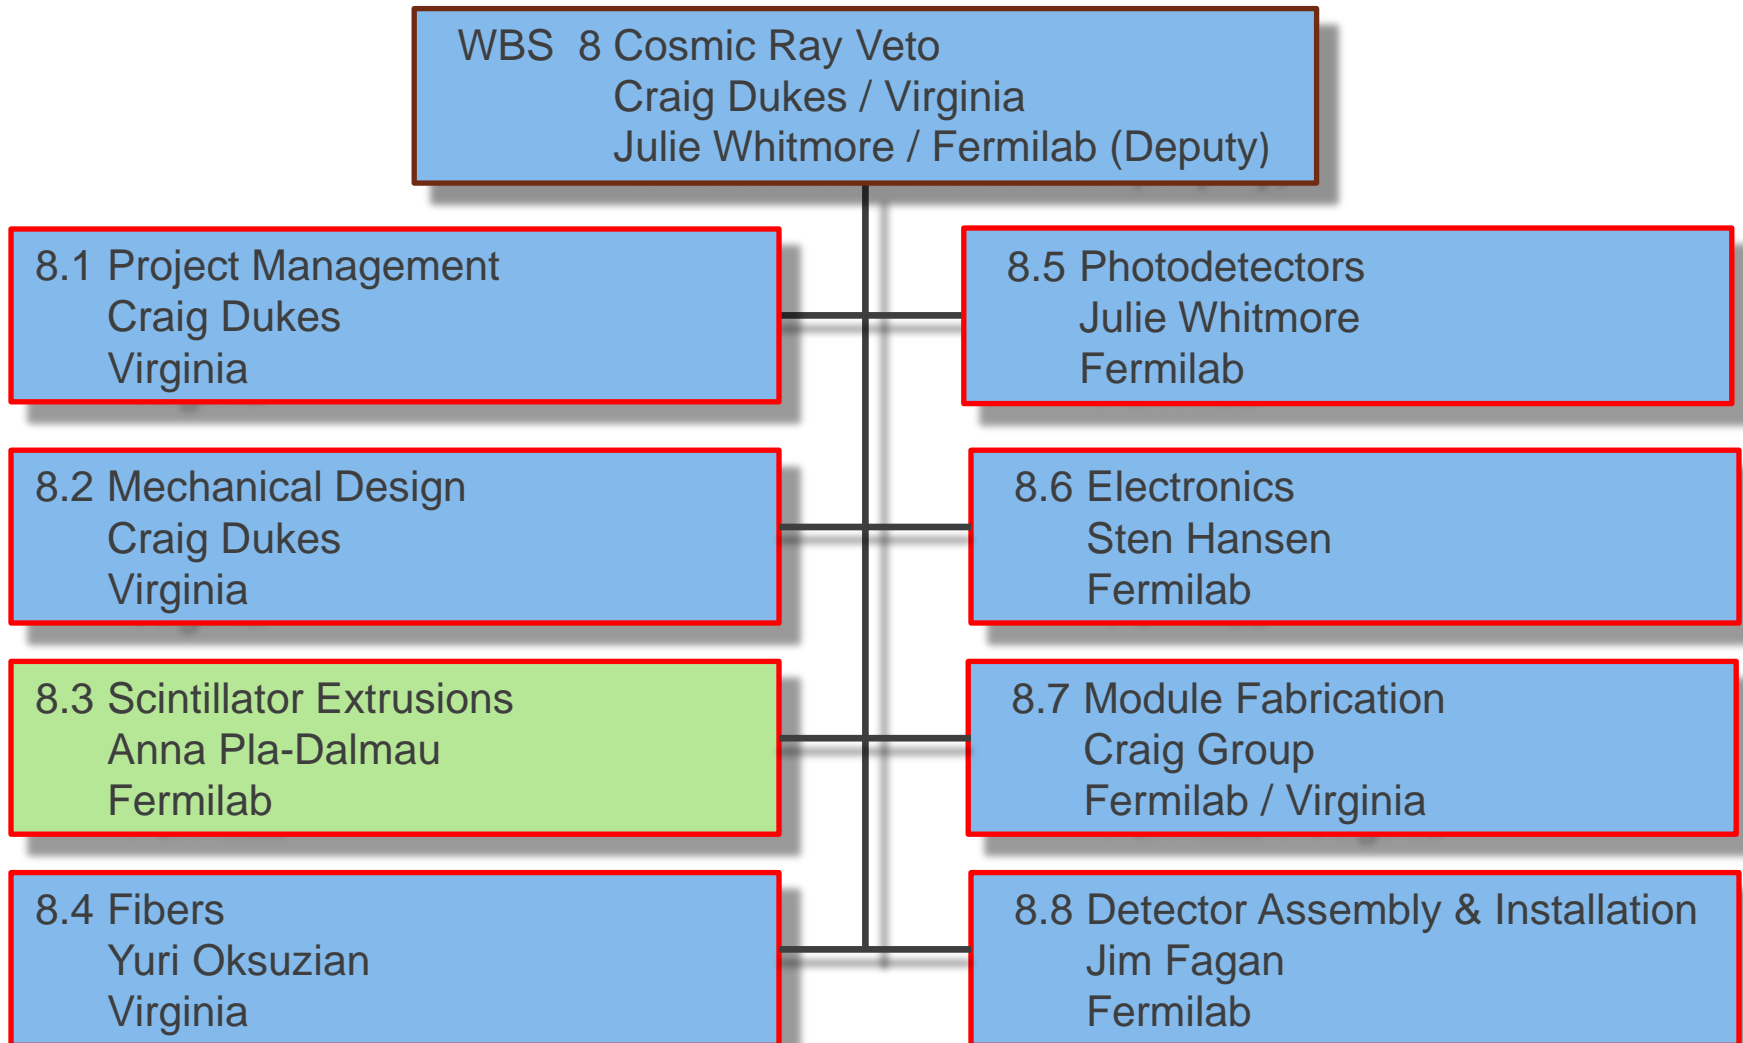 WBS 8 Cosmic Ray Veto
Craig Dukes / Virginia
Julie Whitmore / Fermilab (Deputy)
8.1 Project Management
Craig Dukes
Virginia
8.2 Mechanical Design
Craig Dukes
Virginia
8.3 Scintillator Extrusions
Anna Pla-Dalmau
Fermilab
8.4 Fibers
Yuri Oksuzian
Virginia
8.5 Photodetectors
Julie Whitmore
Fermilab
8.6 Electronics
Sten Hansen
Fermilab
8.7 Module Fabrication
Craig Group
Fermilab / Virginia
8.8 Detector Assembly & Installation
Jim Fagan
Fermilab